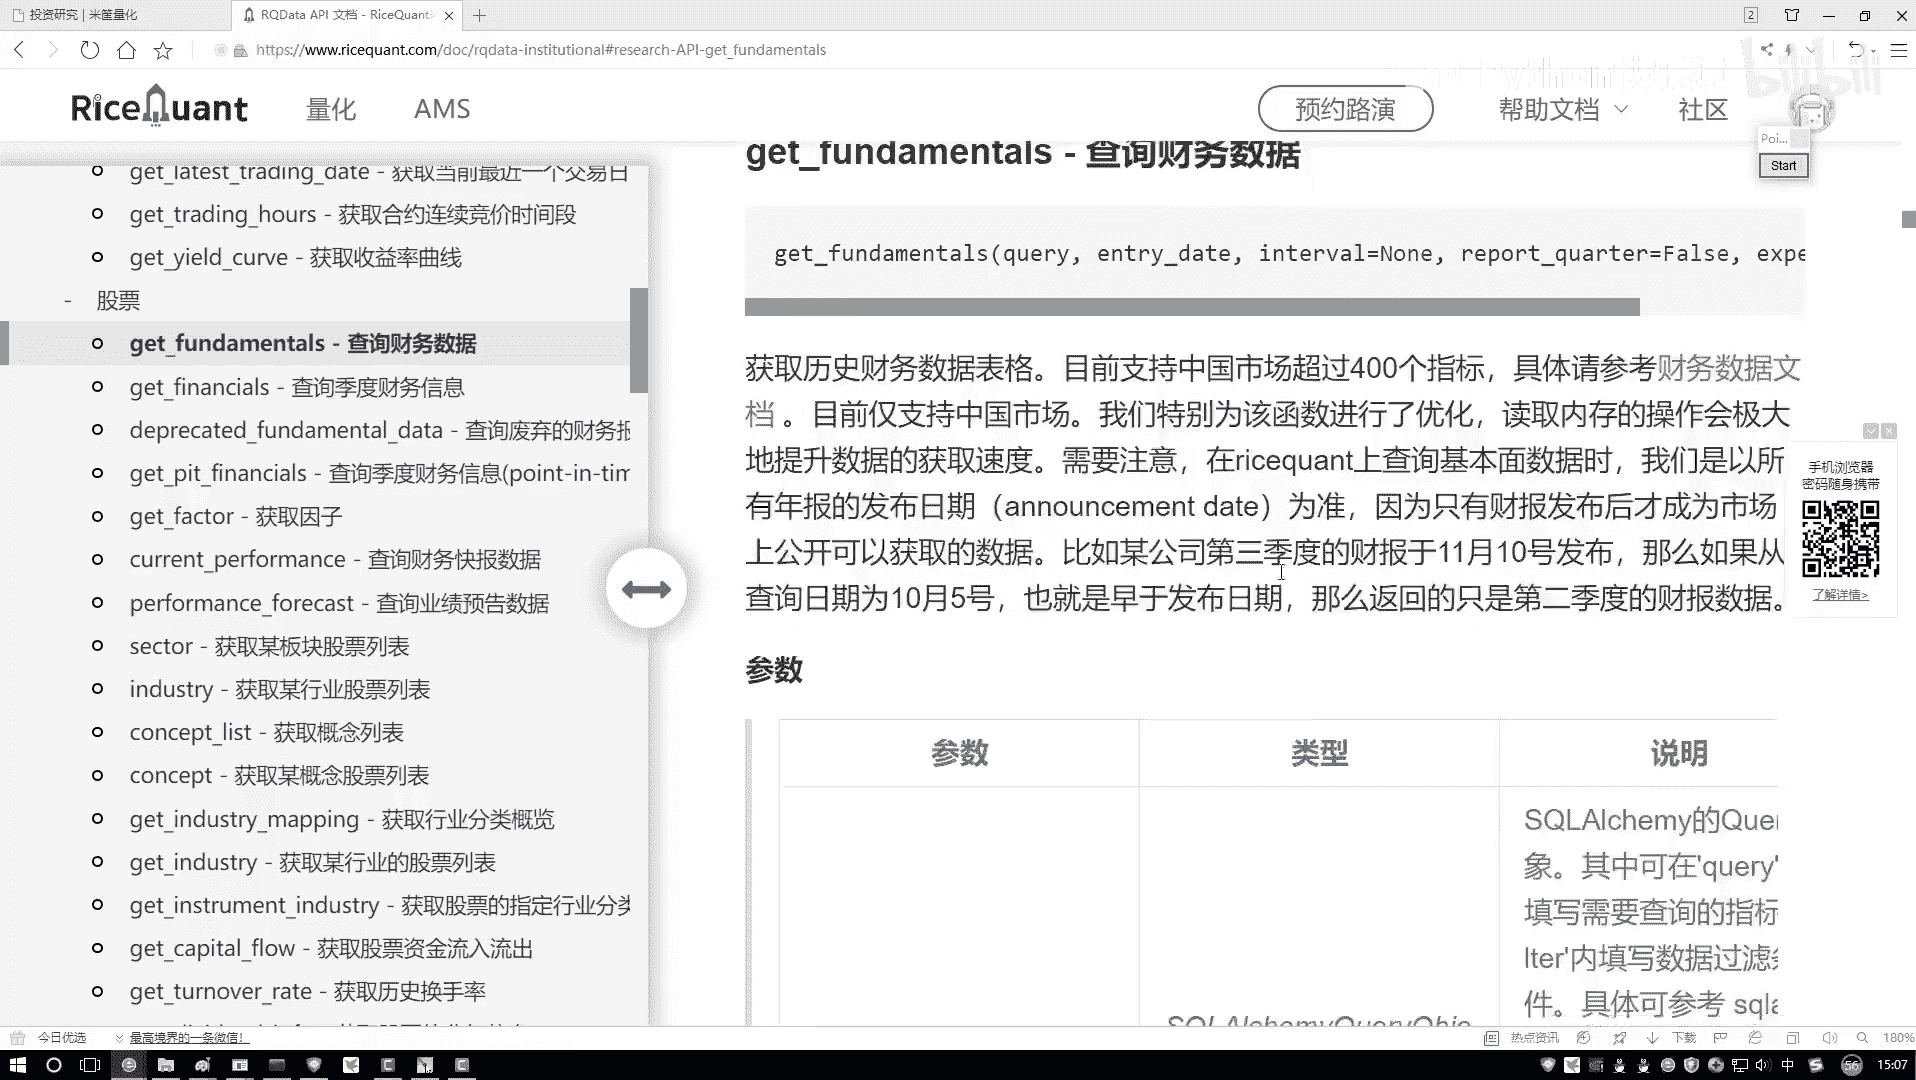 投资研究 | 米筐量化
RQData API 文档 - RiceQuant
2
https://www.ricequant.com/doc/rqdata-institutional#research-API-get_fundamentals
bilibili
RiceQuant
量化
AMS
预约路演
帮助文档
社区
Poi...
Start
get_latest_trading_date - 获取当前最近一个交易日
get_trading_hours - 获取合约连续竞价时间段
get_yield_curve - 获取收益率曲线
- 股票
get_fundamentals - 查询财务数据
get_financials - 查询季度财务信息
deprecated_fundamental_data - 查询废弃的财务报
get_pit_financials - 查询季度财务信息(point-in-tim
get_factor - 获取因子
current_performance - 查询财务快报数据
performance_forecast - 查询业绩预告数据
sector - 获取某板块股票列表
industry - 获取某行业股票列表
concept_list - 获取概念列表
concept - 获取某概念股票列表
get_industry_mapping - 获取行业分类概览
get_industry - 获取某行业的股票列表
get_instrument_industry - 获取股票的指定行业分类
get_capital_flow - 获取股票资金流入流出
get_turnover_rate - 获取历史换手率
get_fundamentals - 查询财务数据
get_fundamentals(query, entry_date, interval=None, report_quarter=False, expe
获取历史财务数据表格。目前支持中国市场超过400个指标，具体请参考财务数据文
档 。目前仅支持中国市场。我们特别为该函数进行了优化，读取内存的操作会极大
地提升数据的获取速度。需要注意，在ricequant上查询基本面数据时，我们是以所
有年报的发布日期（announcement date）为准，因为只有财报发布后才成为市场
上公开可以获取的数据。比如某公司第三季度的财报于11月10号发布，那么如果从
查询日期为10月5号，也就是早于发布日期，那么返回的只是第二季度的财报数据。
参数
参数 类型 说明
SQLAlchemy的Quer
象。其中可在'query'
填写需要查询的指标
lter'内填写数据过滤条
件。具体可参考 sqla
SQLAlchemyQueryObje
手机浏览器
密码随身携带
了解详情>
今日优选
最高境界的一条微信！
热点资讯
下载
180%
中
56
15:07